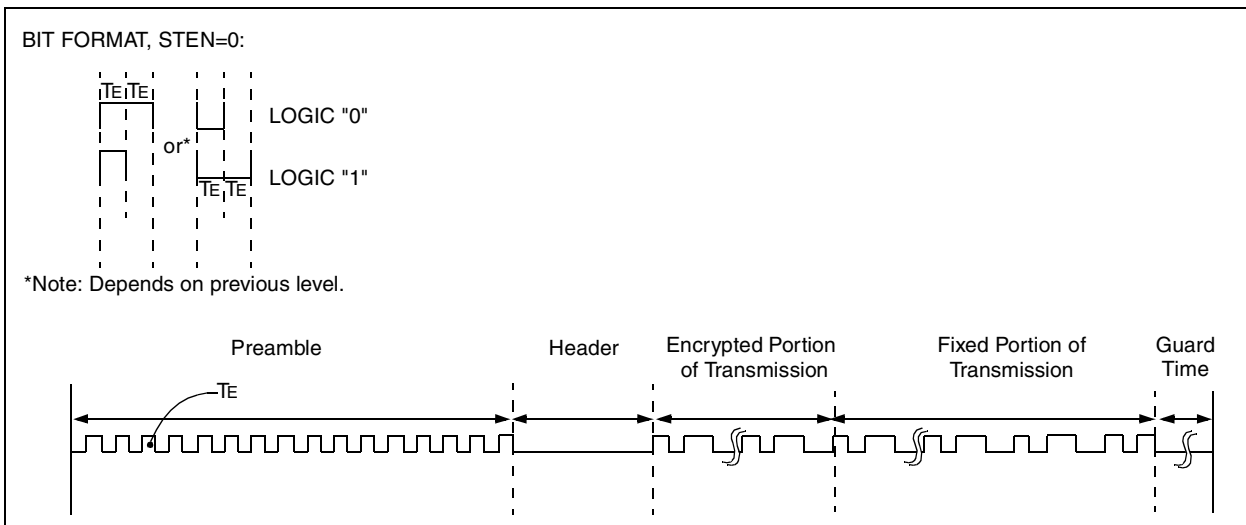 BIT FORMAT, STEN=0:
TE TE
LOGIC "0"
or*
LOGIC "1"
TE TE
*Note: Depends on previous level.
Preamble
Header
Encrypted Portion
of Transmission
Fixed Portion of
Transmission
Guard
Time
TE